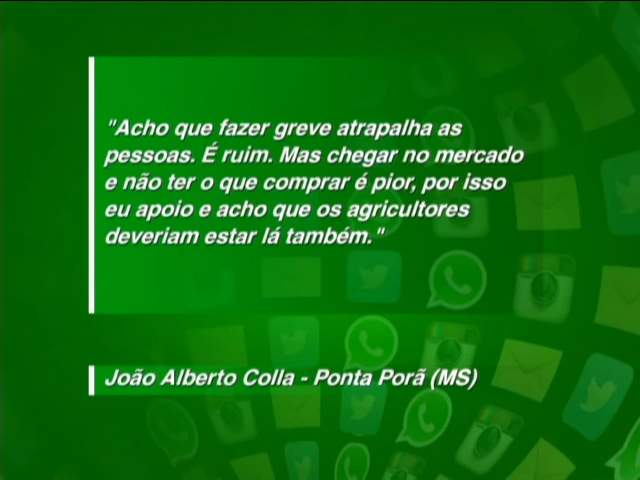 "Acho que fazer greve atrapalha as
pessoas. É ruim. Mas chegar no mercado
e não ter o que comprar é pior, por isso
eu apoio e acho que os agricultores
deveriam estar lá também."
João Alberto Colla - Ponta Porã (MS)